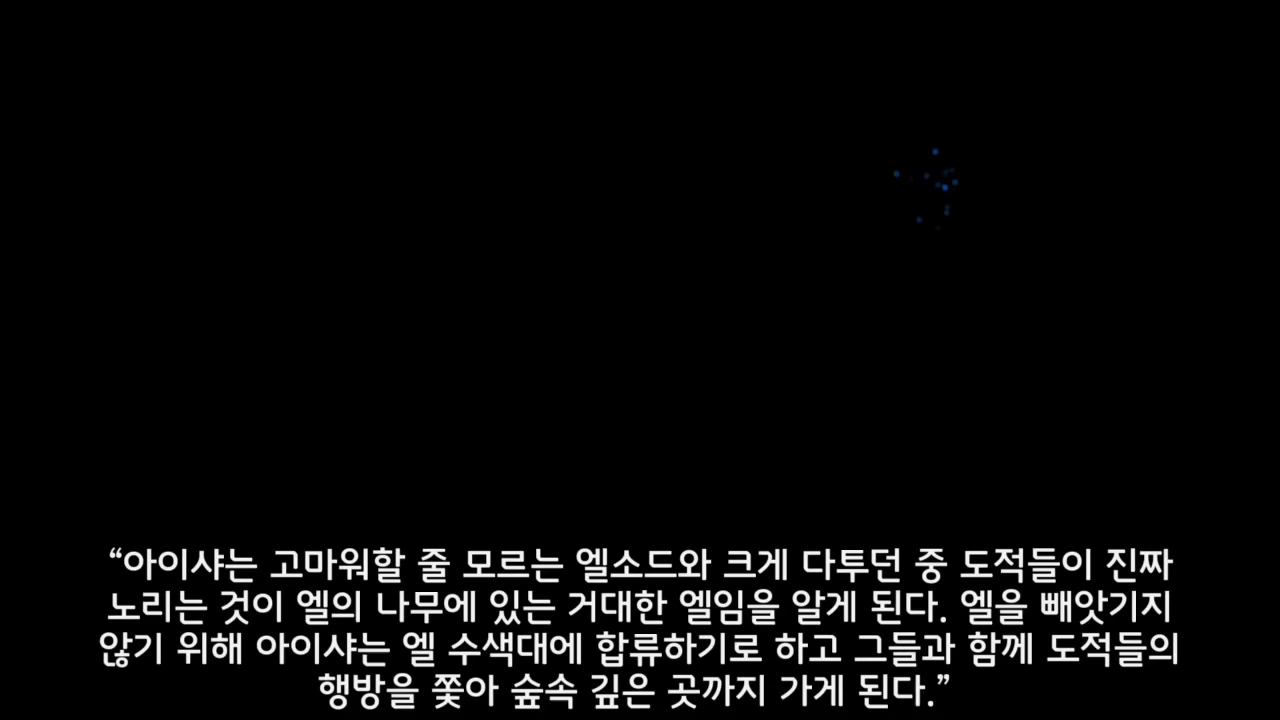 “아이샤는 고마워할 줄 모르는 엘소드와 크게 다투던 중 도적들이 진짜
노리는 것이 엘의 나무에 있는 거대한 엘임을 알게 된다. 엘을 빼앗기지
않기 위해 아이샤는 엘 수색대에 합류하기로 하고 그들과 함께 도적들의
행방을 쫓아 숲속 깊은 곳까지 가게 된다.”